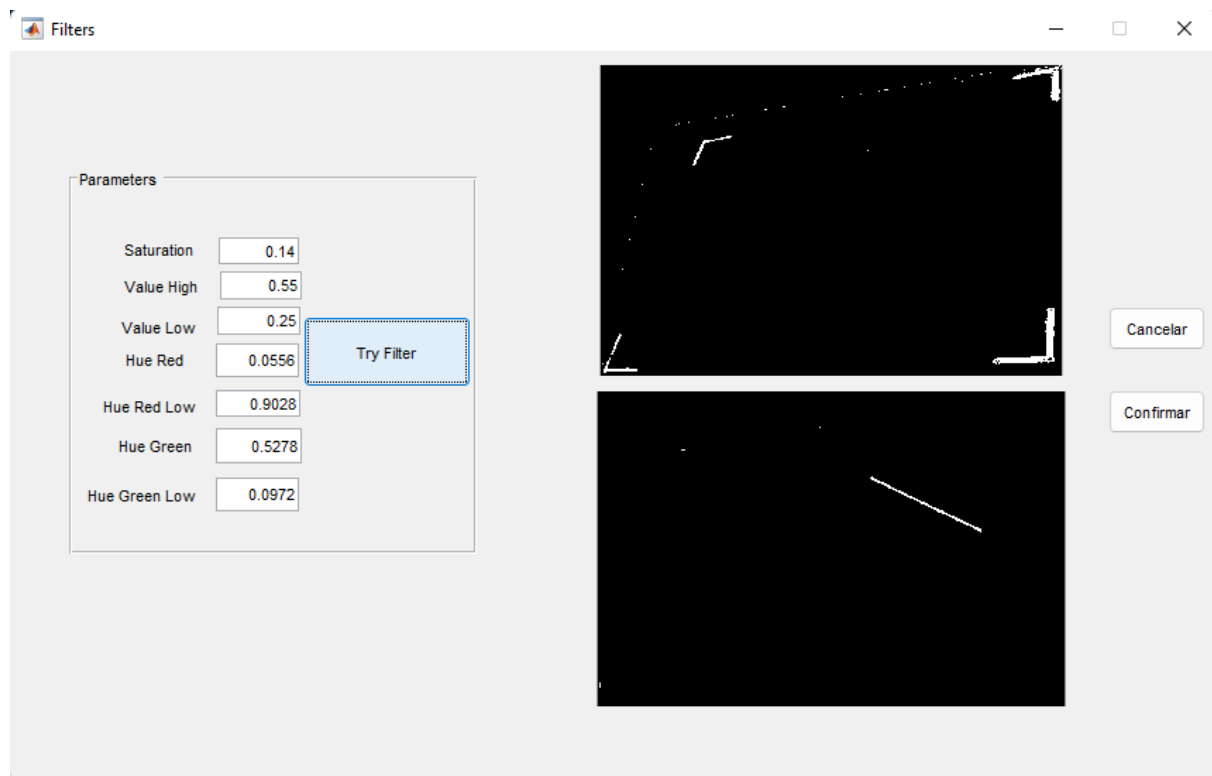 Filters
Parameters
Saturation 0.14
Value High 0.55
Value Low 0.25
Hue Red 0.0556
Try Filter
Hue Red Low 0.9028
Hue Green 0.5278
Hue Green Low 0.0972
Cancelar
Confirmar